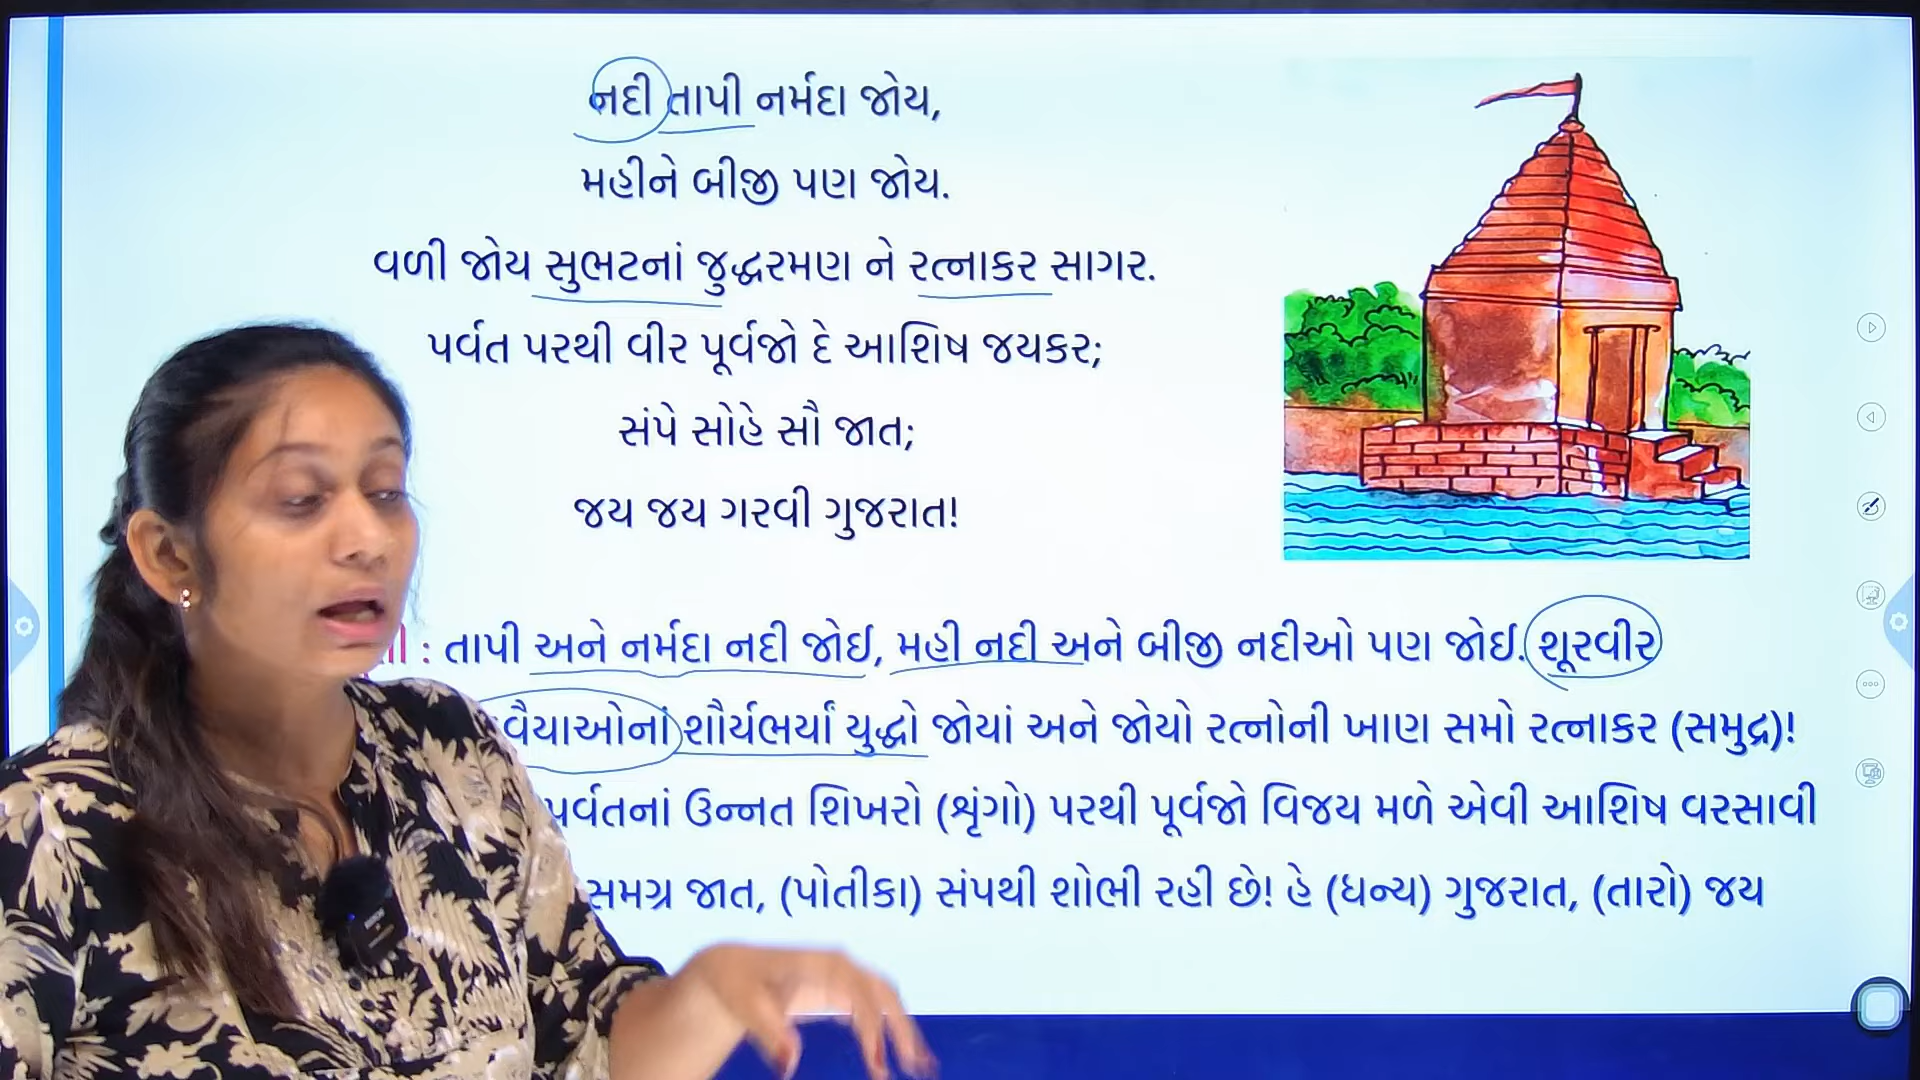 નદી તાપી નર્મદા જોય,
મહીને બીજી પણ જોય.
વળી જોય સુભટનાં જુદ્ધરમણ ને રત્નાકર સાગર.
પર્વત પરથી વીર પૂર્વજો દે આશિષ જયકર;
સંપે સોહે સૌ જાત;
જય જય ગરવી ગુજરાત!
: તાપી અને નર્મદા નદી જોઈ, મહી નદી અને બીજી નદીઓ પણ જોઈ. શૂરવીર
શૌર્યભર્યાં યુદ્ધો જોયાં અને જોયો રત્નોની ખાણ સમો રત્નાકર (સમુદ્ર)!
પર્વતનાં ઉન્નત શિખરો (શૃંગો) પરથી પૂર્વજો વિજય મળે એવી આશિષ વરસાવી
સમગ્ર જાત, (પોતીકા) સંપથી શોભી રહી છે! હે (ધન્ય) ગુજરાત, (તારો) જય